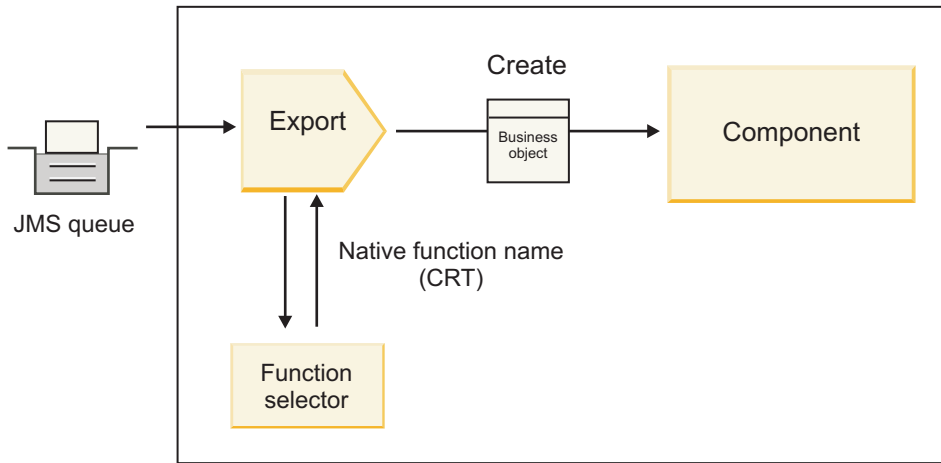 Create
Export
Business
object
Component
JMS queue
Native function name
(CRT)
Function
selector